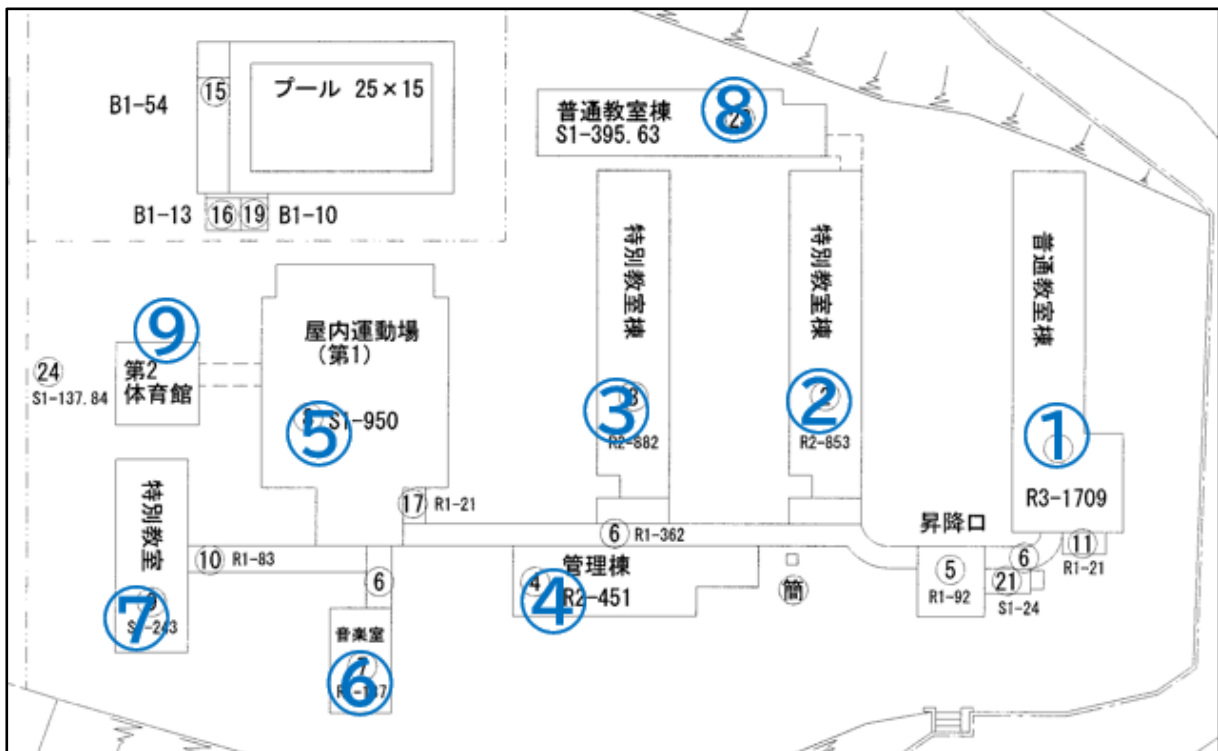 プール 25×15
⑮
B1-54
B1-13
⑯
⑲
B1-10
普通教室棟
⑧
S1-395.63
特別教室棟
③
R2-882
特別教室棟
②
R2-853
普通教室棟
①
R3-1709
⑨
第2
体育館
㉔
S1-137.84
屋内運動場
(第1)
⑤
S1-950
⑰
R1-21
特別教室
⑦
⑩
R1-83
⑥
⑥
R1-362
管理棟
④
R2-451
簡
昇降口
⑤
R1-92
⑥
⑪
R1-21
㉑
S1-24
音楽室
⑥